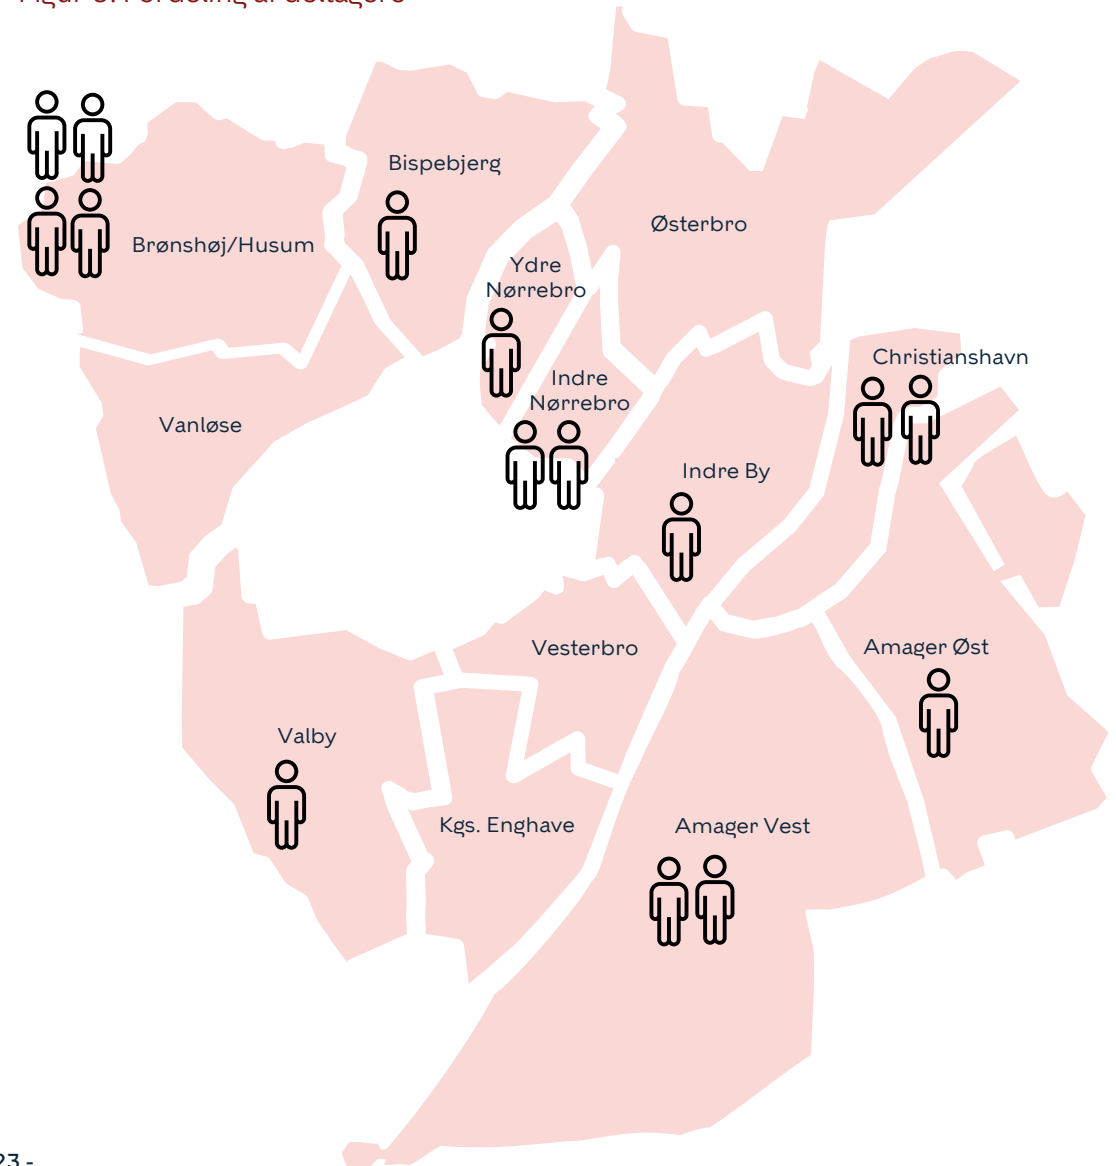 Bispebjerg
Østerbro
Brønshøj/Husum
Ydre
Nørrebro
Christianshavn
Indre
Nørrebro
Vanløse
Indre By
Vesterbro
Amager Øst
Valby
Kgs. Enghave
Amager Vest
23 -